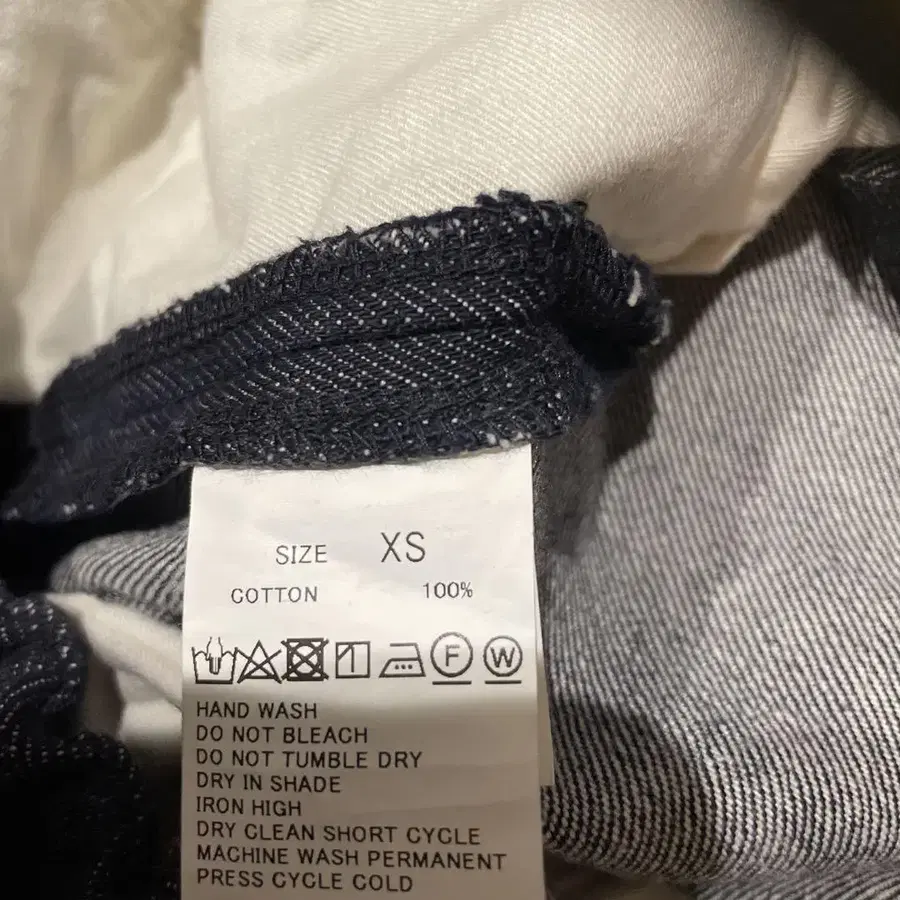 SIZE XS
COTTON 100%
F W
HAND WASH
DO NOT BLEACH
DO NOT TUMBLE DRY
DRY IN SHADE
IRON HIGH
DRY CLEAN SHORT CYCLE
MACHINE WASH PERMANENT
PRESS CYCLE COLD